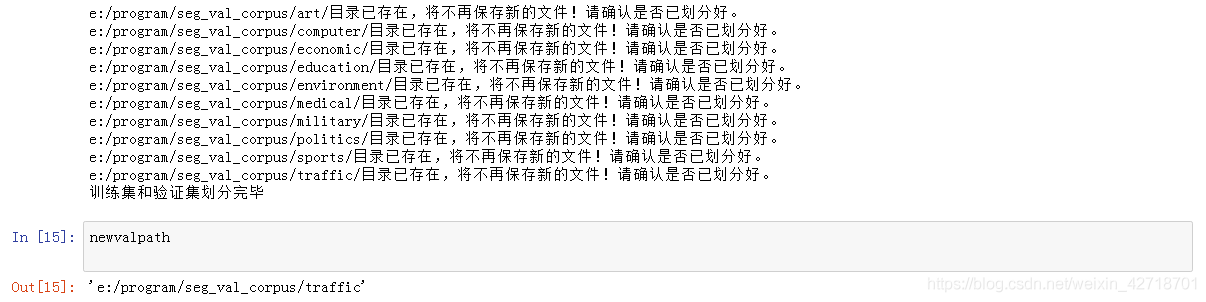 e:/program/seg_val_corpus/art/目录已存在，将不再保存新的文件！请确认是否已划分好。
e:/program/seg_val_corpus/computer/目录已存在，将不再保存新的文件！请确认是否已划分好。
e:/program/seg_val_corpus/economic/目录已存在，将不再保存新的文件！请确认是否已划分好。
e:/program/seg_val_corpus/education/目录已存在，将不再保存新的文件！请确认是否已划分好。
e:/program/seg_val_corpus/environment/目录已存在，将不再保存新的文件！请确认是否已划分好。
e:/program/seg_val_corpus/medical/目录已存在，将不再保存新的文件！请确认是否已划分好。
e:/program/seg_val_corpus/military/目录已存在，将不再保存新的文件！请确认是否已划分好。
e:/program/seg_val_corpus/politics/目录已存在，将不再保存新的文件！请确认是否已划分好。
e:/program/seg_val_corpus/sports/目录已存在，将不再保存新的文件！请确认是否已划分好。
e:/program/seg_val_corpus/traffic/目录已存在，将不再保存新的文件！请确认是否已划分好。
训练集和验证集划分完毕
In [15]: newvalpath
Out[15]: 'e:/program/seg_val_corpus/traffic'
https://blog.csdn.net/weixin_42718701